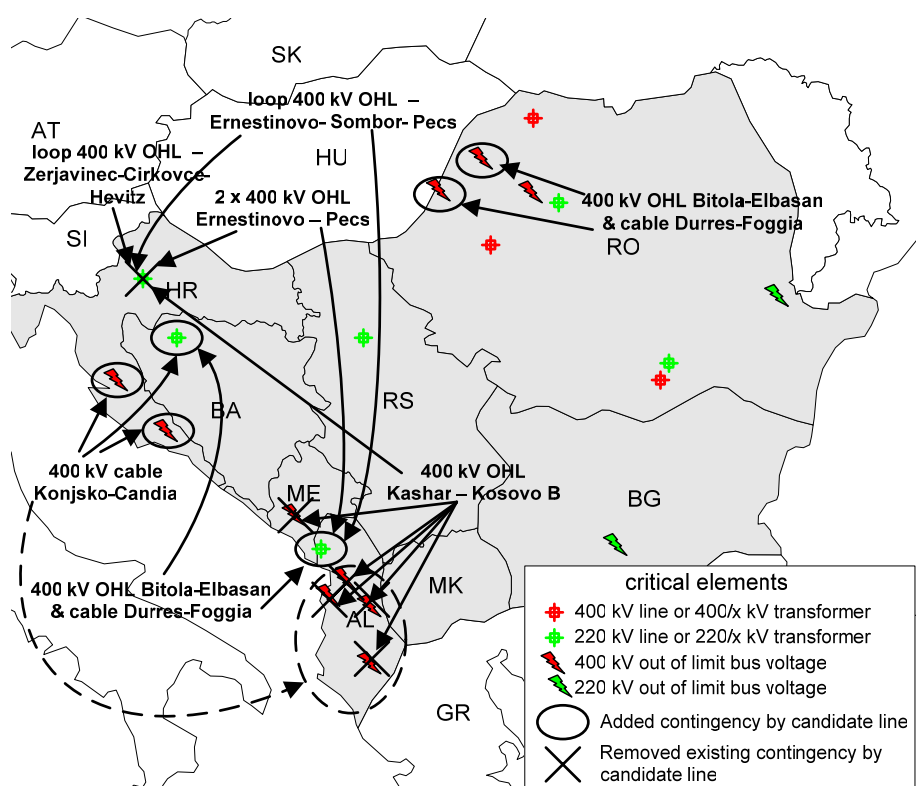 SK
loop 400 kV OHL –
Ernestinovo- Sombor- Pecs
AT
loop 400 kV OHL –
Zerjavinec-Cirkovce-
Hevitz
HU
2 x 400 kV OHL
Ernestinovo – Pecs
400 kV OHL Bitola-Elbasan
& cable Durres-Foggia
RO
SI
HR
BA
RS
400 kV cable
Konjsko-Candia
400 kV OHL
Kashar – Kosovo B
ME
BG
400 kV OHL Bitola-Elbasan
& cable Durres-Foggia
MK
AL
GR
critical elements
400 kV line or 400/x kV transformer
220 kV line or 220/x kV transformer
400 kV out of limit bus voltage
220 kV out of limit bus voltage
Added contingency by candidate line
Removed existing contingency by
candidate line